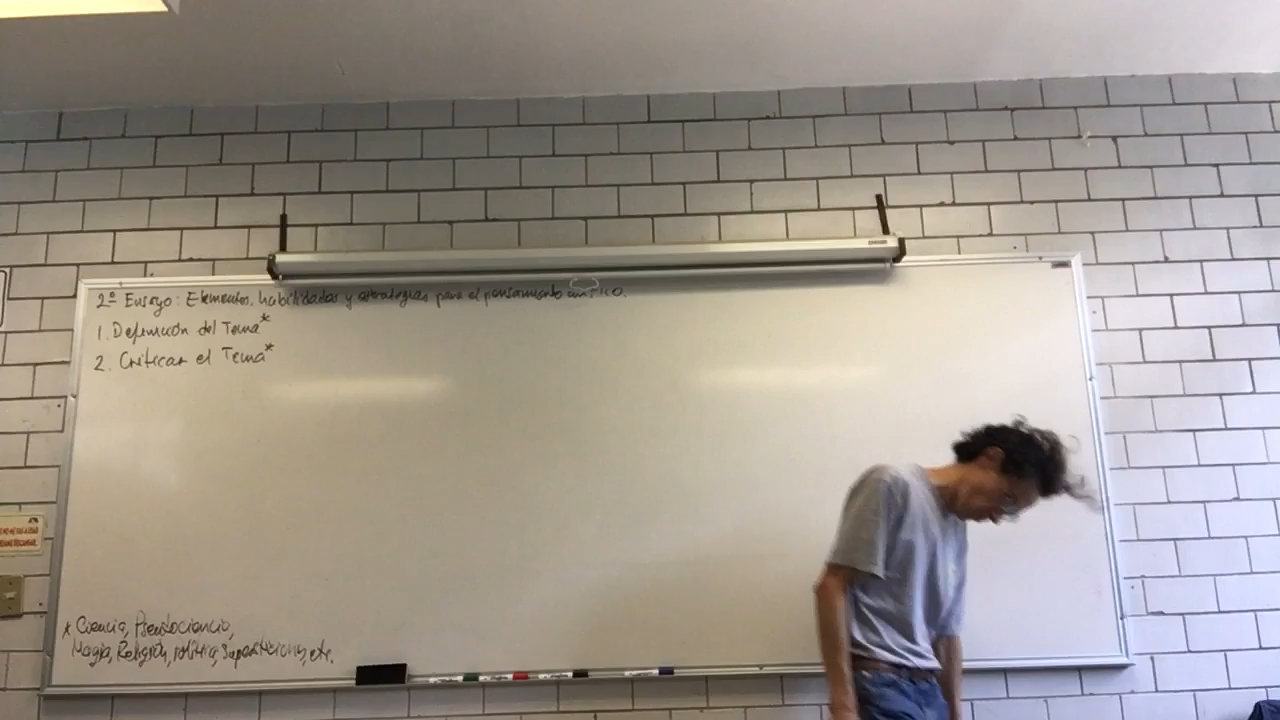 2º Ensayo: Elementos, habilidades y estrategias para el pensamiento
1. Definición del Tema*
2. Criticar el Tema*
* Ciencia, Pseudociencia,
Magia, Religión, política, supersticiones, etc.